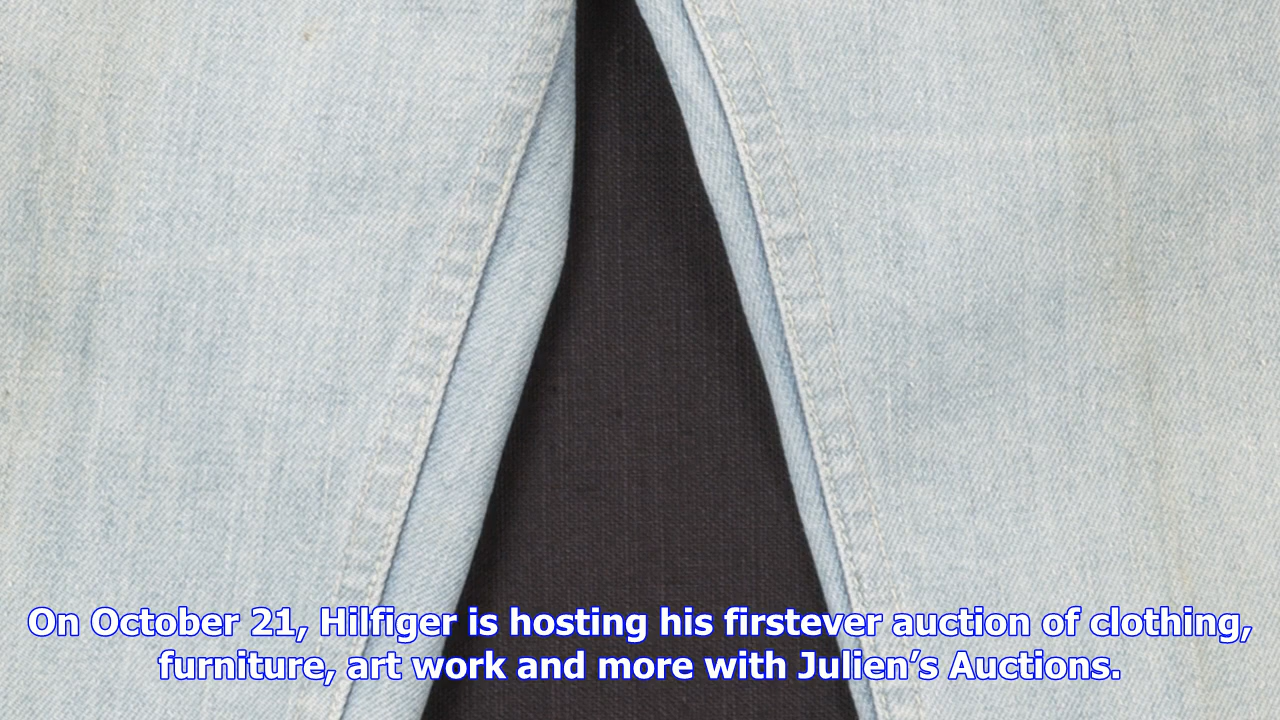 On October 21, Hilfiger is hosting his firstever auction of clothing,
furniture, art work and more with Julien’s Auctions.